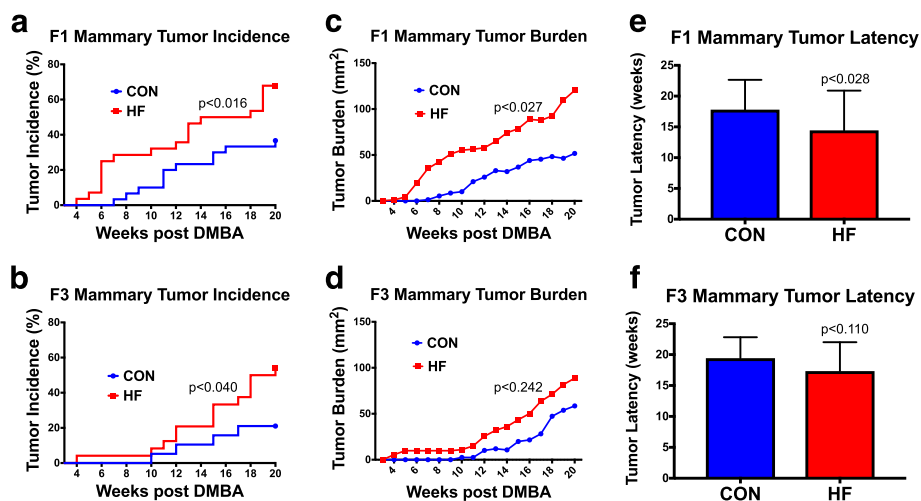 a
F1 Mammary Tumor Incidence
Tumor Incidence (%)
80
60
40
20
0
CON
HF
p<0.016
4 6 8 10 12 14 16 18 20
Weeks post DMBA
c
F1 Mammary Tumor Burden
Tumor Burden (mm²)
150
100
50
0
CON
HF
p<0.027
4 6 8 10 12 14 16 18 20
Weeks post DMBA
e
F1 Mammary Tumor Latency
Tumor Latency (weeks)
25
20
15
10
5
0
p<0.028
CON HF
b
F3 Mammary Tumor Incidence
Tumor Incidence (%)
80
60
40
20
0
CON
HF
p<0.040
4 6 8 10 12 14 16 18 20
Weeks post DMBA
d
F3 Mammary Tumor Burden
Tumor Burden (mm²)
150
100
50
0
CON
HF
p<0.242
4 6 8 10 12 14 16 18 20
Weeks post DMBA
f
F3 Mammary Tumor Latency
Tumor Latency (weeks)
25
20
15
10
5
0
p<0.110
CON HF